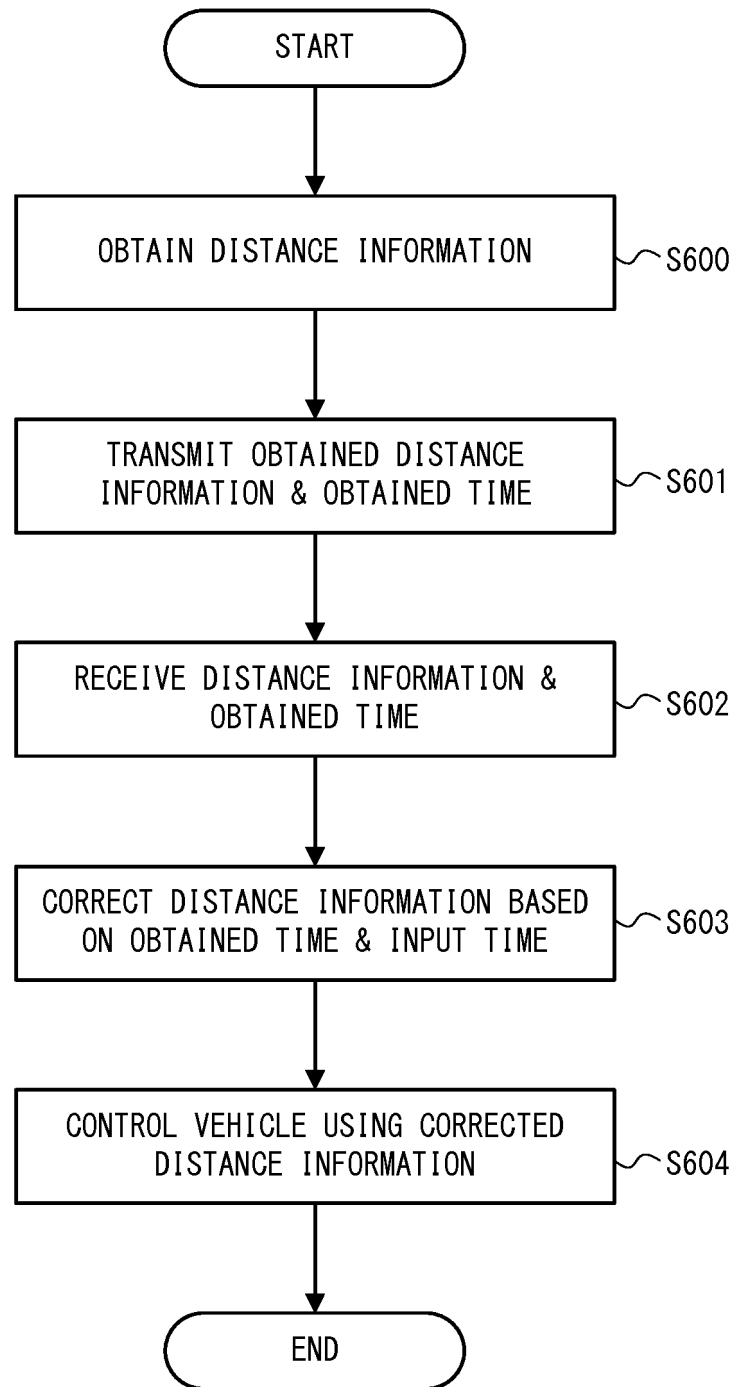 START
OBTAIN DISTANCE INFORMATION
S600
TRANSMIT OBTAINED DISTANCE
INFORMATION & OBTAINED TIME
S601
RECEIVE DISTANCE INFORMATION &
OBTAINED TIME
S602
CORRECT DISTANCE INFORMATION BASED
ON OBTAINED TIME & INPUT TIME
S603
CONTROL VEHICLE USING CORRECTED
DISTANCE INFORMATION
S604
END